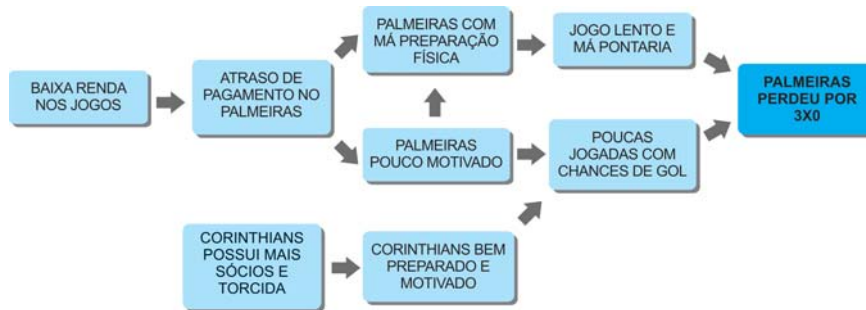 BAIXA RENDA
NOS JOGOS
ATRASO DE
PAGAMENTO NO
PALMEIRAS
PALMEIRAS COM
MÁ PREPARAÇÃO
FÍSICA
JOGO LENTO E
MÁ PONTARIA
PALMEIRAS
PERDEU POR
3X0
PALMEIRAS
POUCO MOTIVADO
POUCAS
JOGADAS COM
CHANCES DE GOL
CORINTHIANS
POSSUI MAIS
SÓCIOS E
TORCIDA
CORINTHIANS BEM
PREPARADO E
MOTIVADO